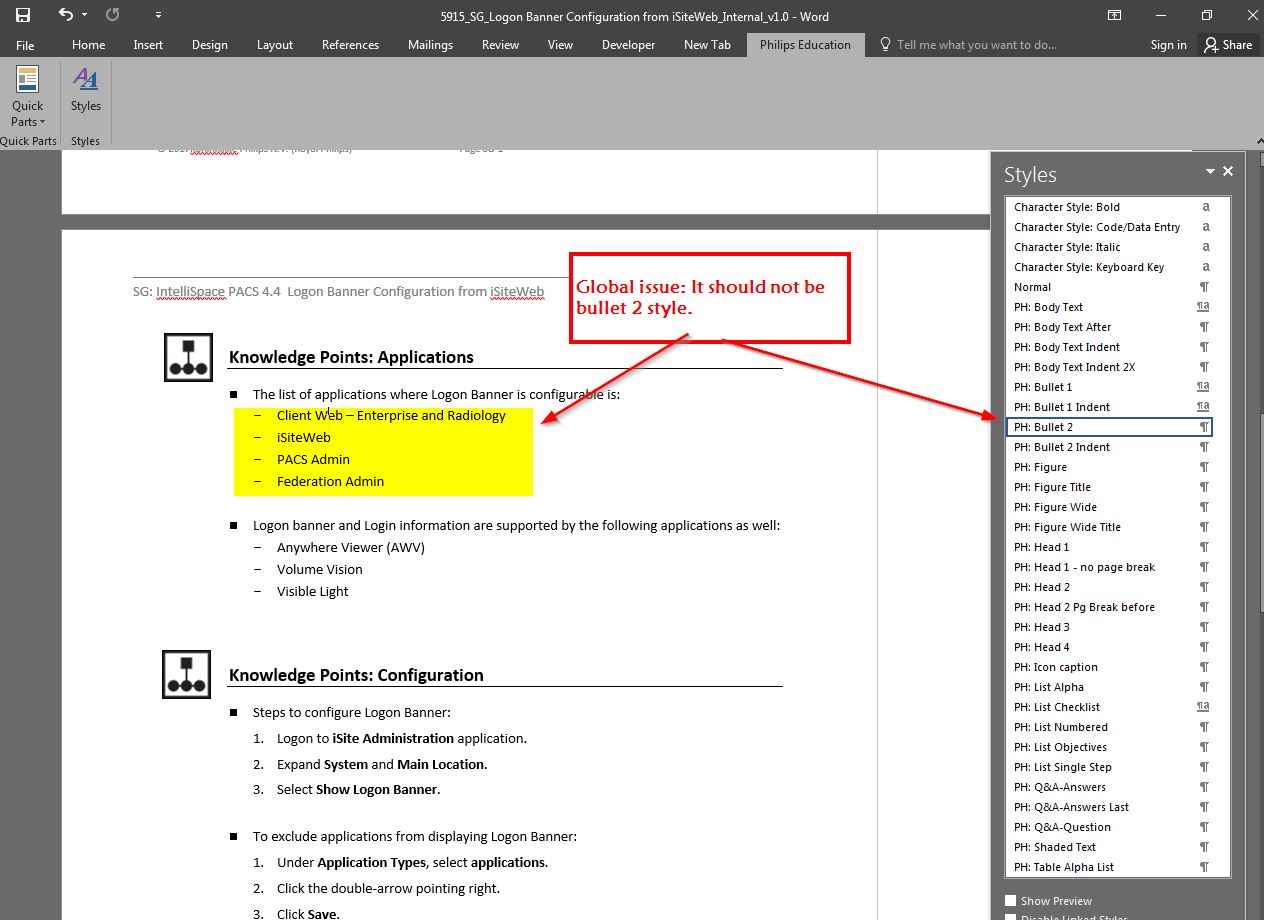 5915_SG_Logon Banner Configuration from iSiteWeb_Internal_v1.0 - Word
File Home Insert Design Layout References Mailings Review View Developer New Tab Philips Education Tell me what you want to do... Sign in Share
Quick Parts
Styles
Quick Parts Styles
© 2017 Philips N.V. (Royal Philips) Page SG-1
SG: IntelliSpace PACS 4.4 Logon Banner Configuration from iSiteWeb
Global issue: It should not be
bullet 2 style.
Knowledge Points: Applications
■ The list of applications where Logon Banner is configurable is:
– Client Web – Enterprise and Radiology
– iSiteWeb
– PACS Admin
– Federation Admin
■ Logon banner and Login information are supported by the following applications as well:
– Anywhere Viewer (AWV)
– Volume Vision
– Visible Light
Knowledge Points: Configuration
■ Steps to configure Logon Banner:
1. Logon to iSite Administration application.
2. Expand System and Main Location.
3. Select Show Logon Banner.
■ To exclude applications from displaying Logon Banner:
1. Under Application Types, select applications.
2. Click the double-arrow pointing right.
3. Click Save.
Styles
Character Style: Bold a
Character Style: Code/Data Entry a
Character Style: Italic a
Character Style: Keyboard Key a
Normal ¶
PH: Body Text ¶a
PH: Body Text After ¶
PH: Body Text Indent ¶
PH: Body Text Indent 2X ¶
PH: Bullet 1 ¶a
PH: Bullet 1 Indent ¶a
PH: Bullet 2 ¶
PH: Bullet 2 Indent ¶
PH: Figure ¶
PH: Figure Title ¶
PH: Figure Wide ¶
PH: Figure Wide Title ¶
PH: Head 1 ¶
PH: Head 1 - no page break ¶
PH: Head 2 ¶
PH: Head 2 Pg Break before ¶
PH: Head 3 ¶
PH: Head 4 ¶
PH: Icon caption ¶
PH: List Alpha ¶
PH: List Checklist ¶a
PH: List Numbered ¶
PH: List Objectives ¶
PH: List Single Step ¶
PH: Q&A-Answers ¶
PH: Q&A-Answers Last ¶
PH: Q&A-Question ¶
PH: Shaded Text ¶
PH: Table Alpha List ¶
Show Preview
Disable Linked Styles